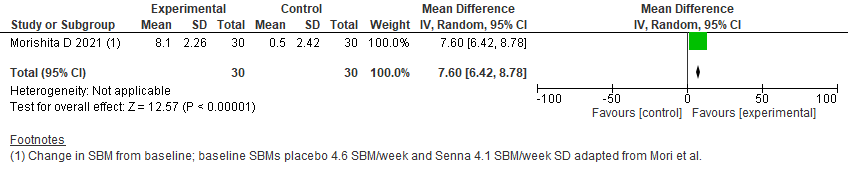 Experimental Control Mean Difference Mean Difference
Study or Subgroup Mean SD Total Mean SD Total Weight IV, Random, 95% CI IV, Random, 95% CI
Morishita D 2021 (1) 8.1 2.26 30 0.5 2.42 30 100.0% 7.60 [6.42, 8.78]
Total (95% CI) 30 30 100.0% 7.60 [6.42, 8.78]
Heterogeneity: Not applicable
Test for overall effect: Z = 12.57 (P < 0.00001)
-100 -50 0 50 100
Favours [control] Favours [experimental]
Footnotes
(1) Change in SBM from baseline; baseline SBMs placebo 4.6 SBM/week and Senna 4.1 SBM/week SD adapted from Mori et al.